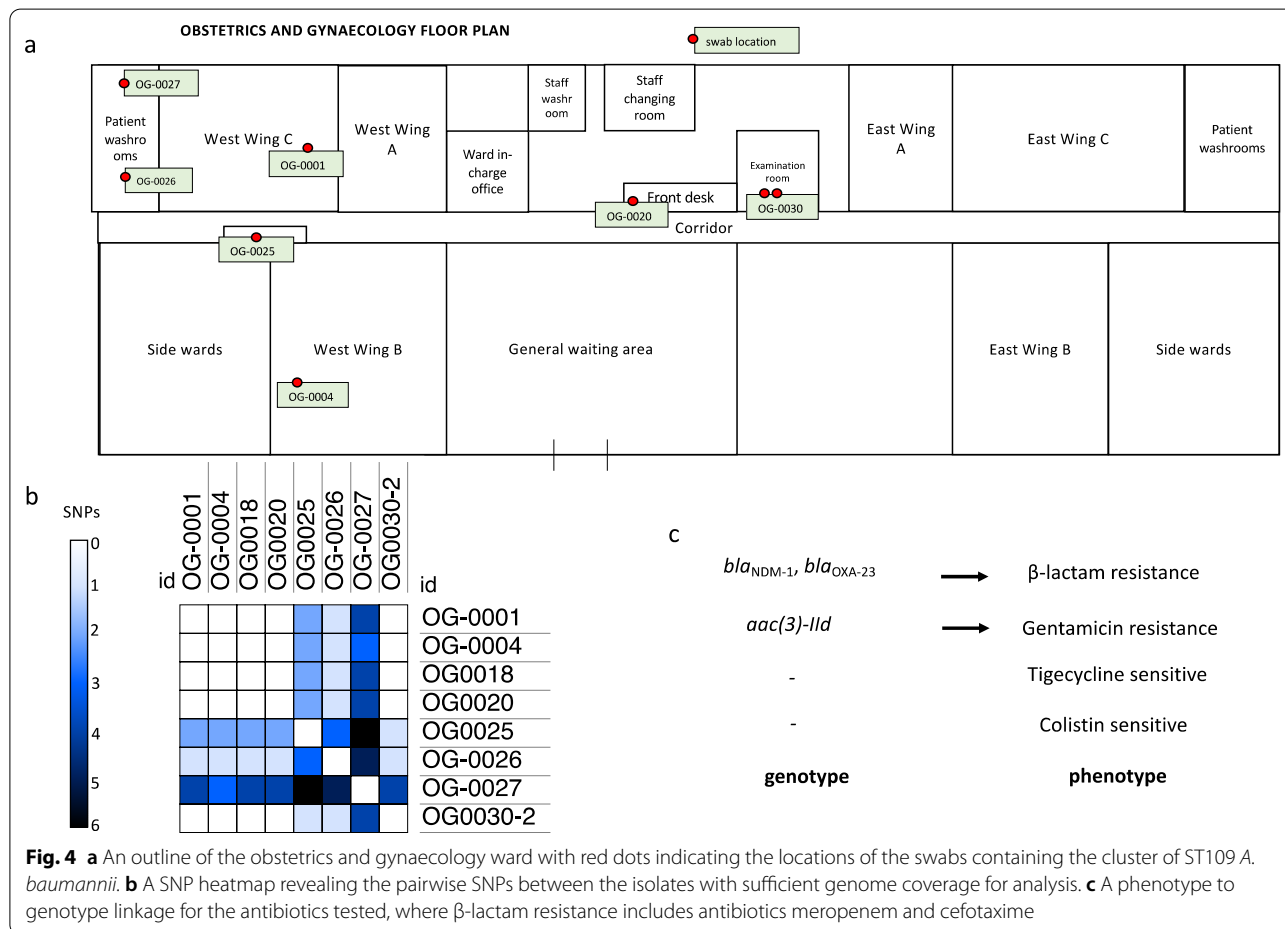 OBSTETRICS AND GYNAECOLOGY FLOOR PLAN
a
swab location
OG-0027
Patient
washro
oms
OG-0026
West Wing C
OG-0001
West Wing
A
Ward in-
charge
office
Staff
washr
oom
Staff
changing
room
Front desk
OG-0020
Examination
room
OG-0030
East Wing
A
East Wing C
Patient
washrooms
Corridor
OG-0025
Side wards
West Wing B
OG-0004
General waiting area
East Wing B
Side wards
b
SNPs
0
1
2
3
4
5
6
id
OG-0001
OG-0004
OG0018
OG0020
OG0025
OG-0026
OG-0027
OG0030-2
id
OG-0001
OG-0004
OG0018
OG0020
OG0025
OG-0026
OG-0027
OG0030-2
c
blaNDM-1, blaOXA-23 → β-lactam resistance
aac(3)-IId → Gentamicin resistance
- Tigecycline sensitive
- Colistin sensitive
genotype phenotype
Fig. 4 a An outline of the obstetrics and gynaecology ward with red dots indicating the locations of the swabs containing the cluster of ST109 A.
baumannii. b A SNP heatmap revealing the pairwise SNPs between the isolates with sufficient genome coverage for analysis. c A phenotype to
genotype linkage for the antibiotics tested, where β-lactam resistance includes antibiotics meropenem and cefotaxime